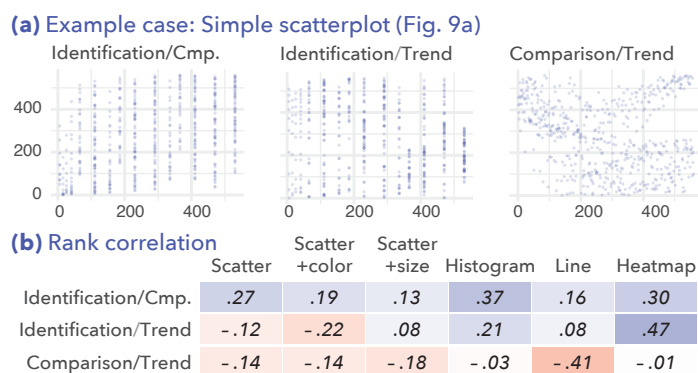 (a) Example case: Simple scatterplot (Fig. 9a)
Identification/Cmp. Identification/Trend Comparison/Trend
400
200
0
0 200 400 0 200 400 0 200 400
(b) Rank correlation
Scatter Scatter +color Scatter +size Histogram Line Heatmap
Identification/Cmp. .27 .19 .13 .37 .16 .30
Identification/Trend -.12 -.22 .08 .21 .08 .47
Comparison/Trend -.14 -.14 -.18 -.03 -.41 -.01